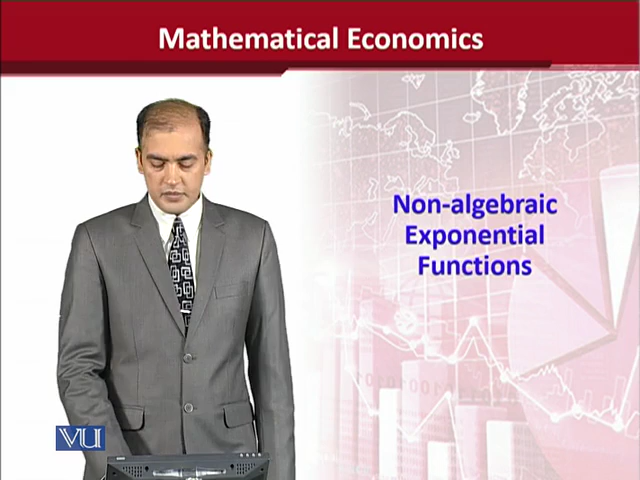 Mathematical Economics
Non-algebraic
Exponential
Functions
VU